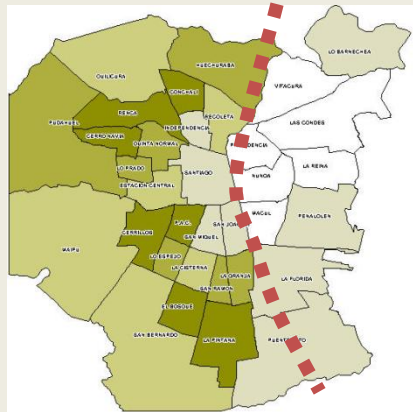 LO BARNECHEA
HUECHURABA
QUILICURA
VITACURA
CONCHALI
RENCA
PUDAHUEL
RECOLETA
LAS CONDES
INDEPENDENCIA
CERRO NAVIA
QUINTA NORMAL
LA REINA
LO PRADO
SANTIAGO
ESTACION CENTRAL
MACUL
PEÑALOLEN
CERRILLOS
P.A.C.
SAN MIGUEL
MAIPU
LO ESPEJO
LA CISTERNA
LA GRANJA
LA FLORIDA
SAN RAMON
EL BOSQUE
SAN BERNARDO
LA PINTANA